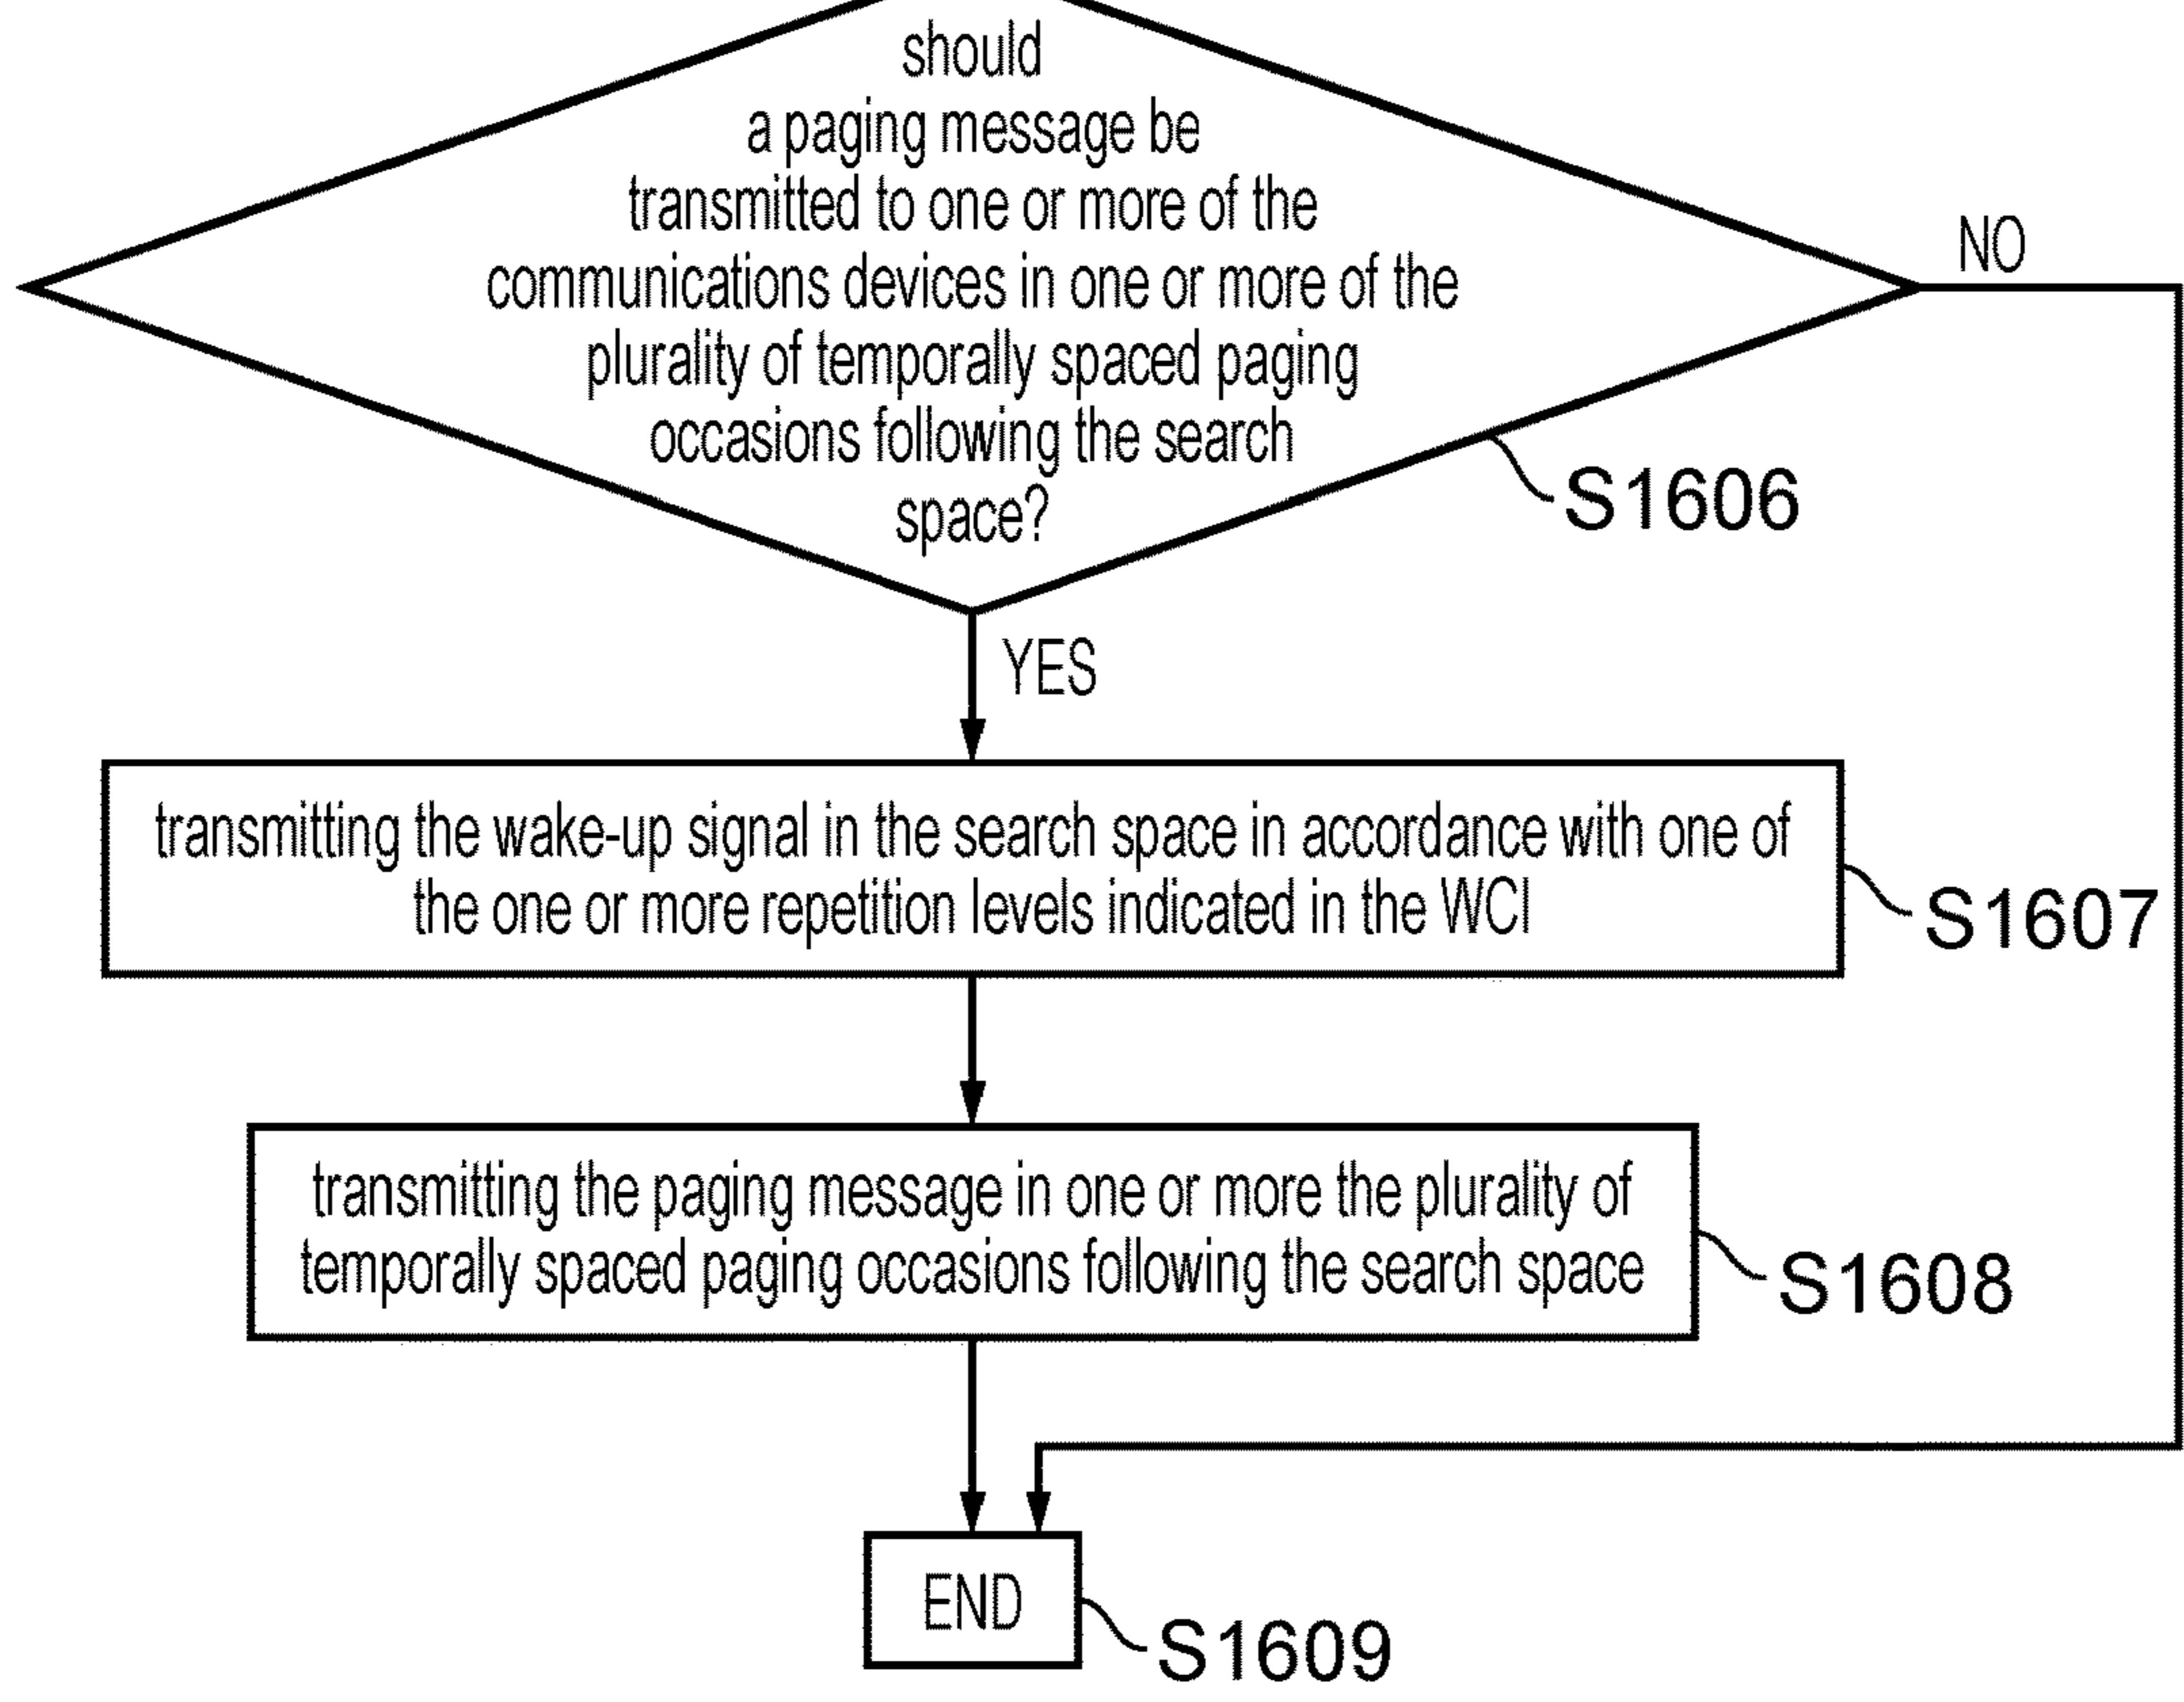 should
a paging message be
transmitted to one or more of the
communications devices in one or more of the
plurality of temporally spaced paging
occasions following the search
space?
NO
S1606
YES
transmitting the wake-up signal in the search space in accordance with one of
the one or more repetition levels indicated in the WCI
S1607
transmitting the paging message in one or more the plurality of
temporally spaced paging occasions following the search space
S1608
END
S1609